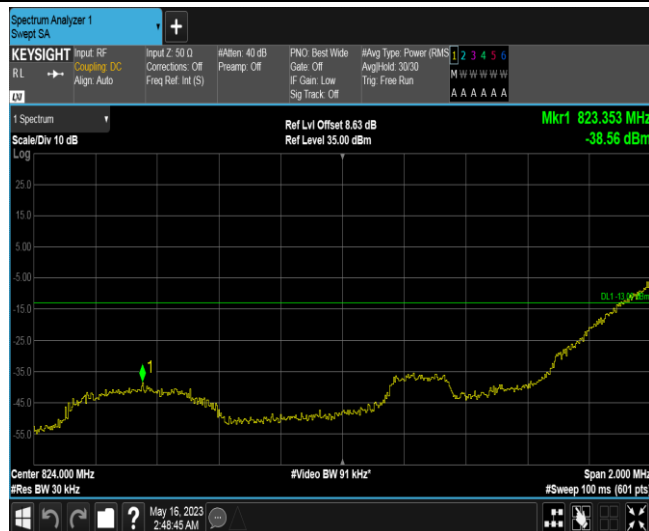 Spectrum Analyzer 1
Swept SA
+
KEYSIGHT Input: RF Input Z: 50 Ω #Atten: 40 dB PNO: Best Wide #Avg Type: Power (RMS 1 2 3 4 5 6
RL Coupling: DC Corrections: Off Preamp: Off Gate: Off Avg|Hold: 30/30 M W W W W W
Align: Auto Freq Ref: Int (S) IF Gain: Low Trig: Free Run
LXI Sig Track: Off A A A A A A
1 Spectrum Ref Lvl Offset 8.63 dB Mkr1 823.353 MHz
Scale/Div 10 dB Ref Level 35.00 dBm -38.56 dBm
Log
25.0
15.0
5.00
-5.00
DL1 -13.00 dBm
-15.0
-25.0
-35.0
1
-45.0
-55.0
Center 824.000 MHz #Video BW 91 kHz* Span 2.000 MHz
#Res BW 30 kHz #Sweep 100 ms (601 pts)
? May 16, 2023
2:48:45 AM